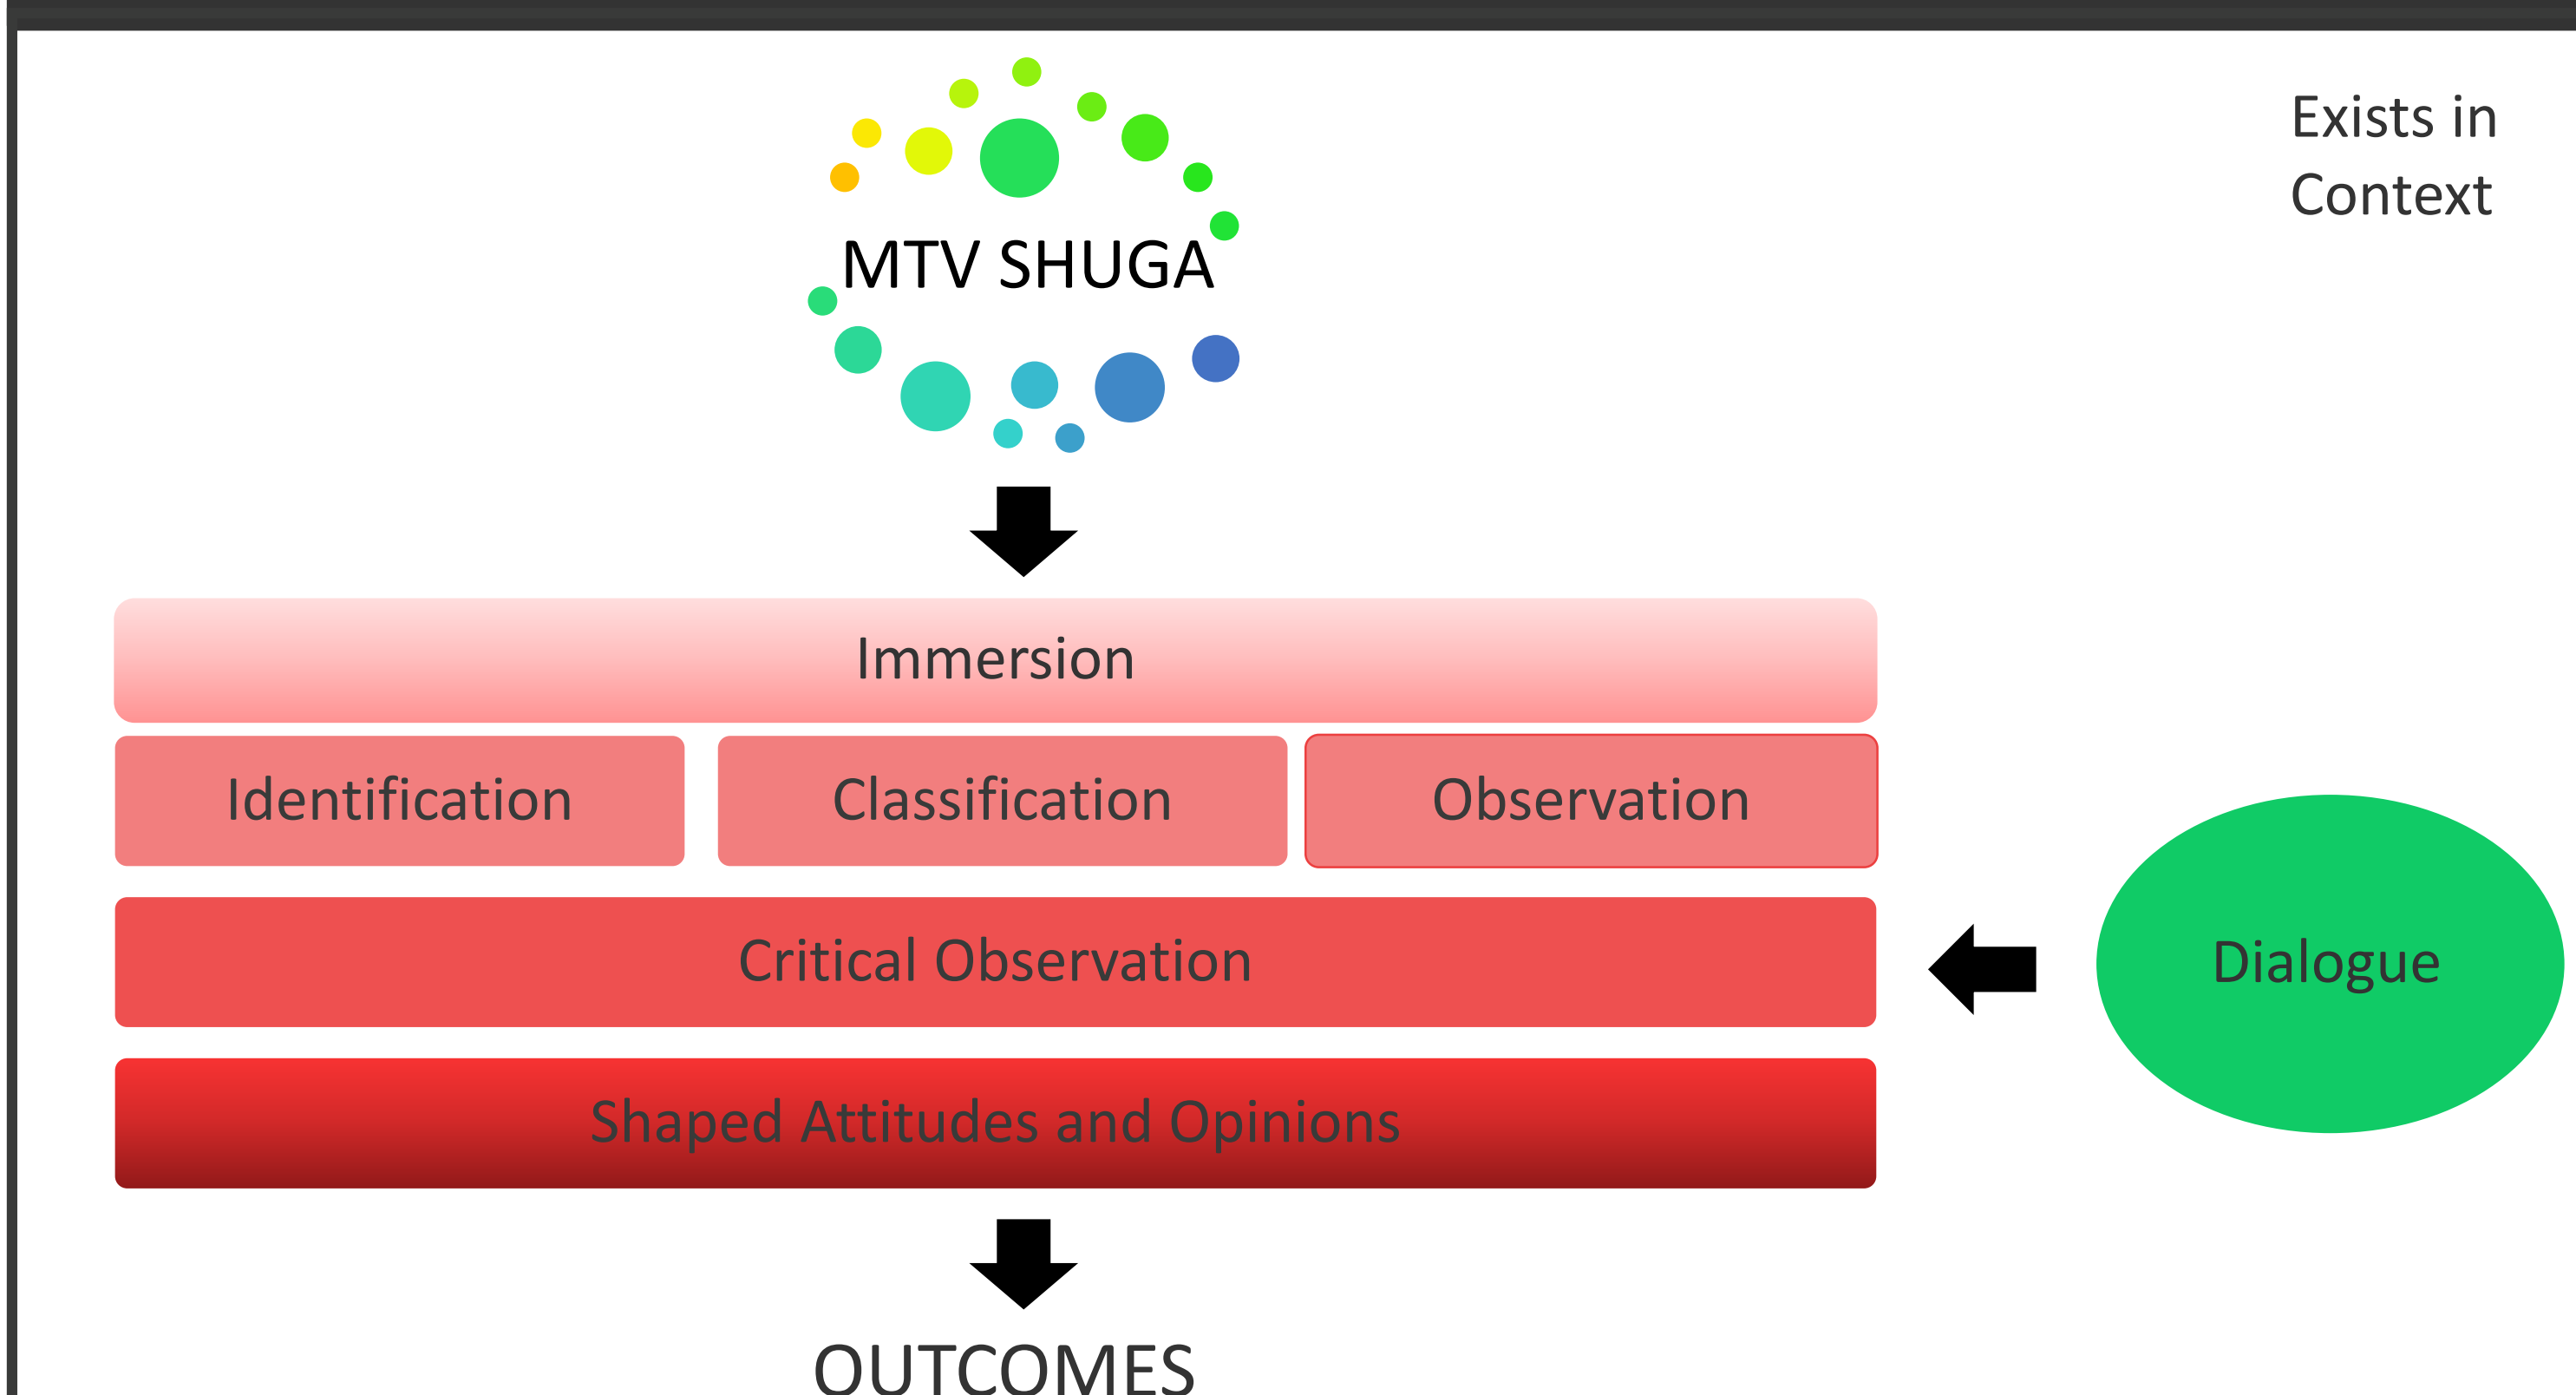 Exists in
Context
MTV SHUGA
Immersion
Identification
Classification
Observation
Critical Observation
Dialogue
Shaped Attitudes and Opinions
OUTCOMES